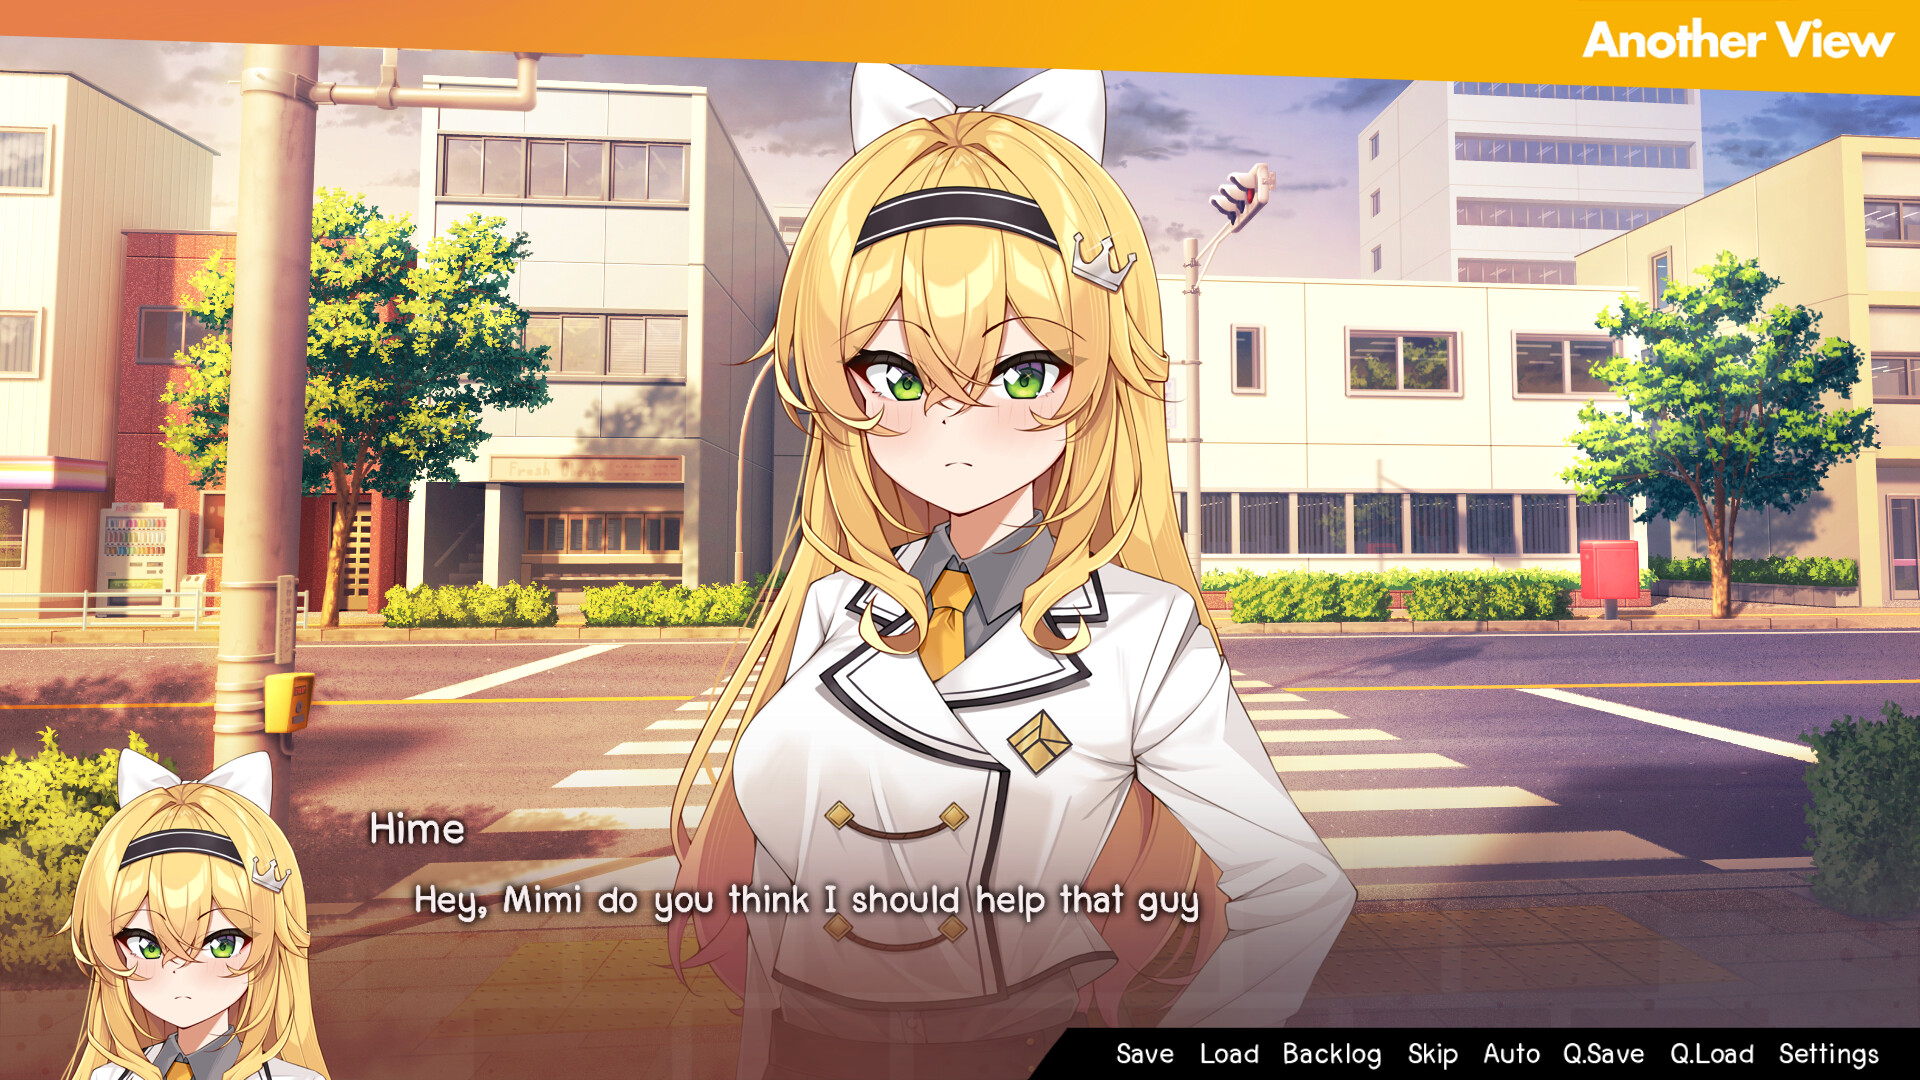 Another View
Fresh
Hime
Hey, Mimi do you think I should help that guy
Save Load Backlog Skip Auto Q.Save Q.Load Settings